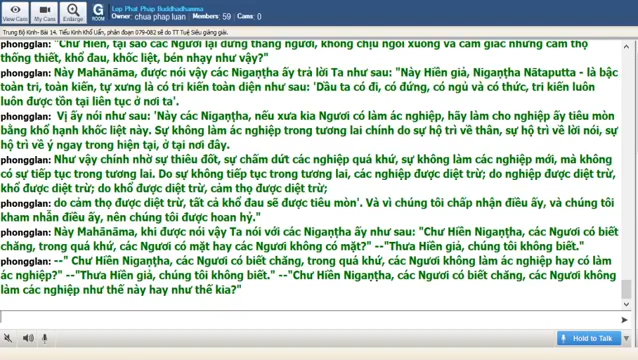 Lop Phat Phap Buddhadhamma
Owner: chua phap luan : Members: 59 : Cams: 0
View Cam
My Cams
Enlarge
G
ROOM
Trung Bộ Kinh- Bài 14. Tiểu Kinh Khổ Uẩn, phân đoạn 079-082 sẽ do TT Tuệ Siêu giảng giải.
phongglan: "Chư Hiền, tại sao các Ngươi lại đứng thẳng người, không chịu ngồi xuống và cảm giác những cảm thọ
thống thiết, khổ đau, khốc liệt, bén nhạy như vậy?"
phongglan: Này Mahānāma, được nói vậy các Nigaṇṭha ấy trả lời Ta như sau: "Này Hiền giả, Nigaṇṭha Nātaputta - là bậc
toàn tri, toàn kiến, tự xưng là có tri kiến toàn diện như sau: 'Dầu ta có đi, có đứng, có ngủ và có thức, tri kiến luôn
luôn được tồn tại liên tục ở nơi ta'.
phongglan: Vị ấy nói như sau: 'Này các Nigaṇṭha, nếu xưa kia Ngươi có làm ác nghiệp, hãy làm cho nghiệp ấy tiêu mòn
bằng khổ hạnh khốc liệt này. Sự không làm ác nghiệp trong tương lai chính do sự hộ trì về thân, sự hộ trì về lời nói, sự
hộ trì về ý ngay trong hiện tại, ở tại nơi đây.
phongglan: Như vậy chính nhờ sự thiêu đốt, sự chấm dứt các nghiệp quá khứ, sự không làm các nghiệp mới, mà không
có sự tiếp tục trong tương lai. Do sự không tiếp tục trong tương lai, các nghiệp được diệt trừ; do nghiệp được diệt trừ,
khổ được diệt trừ; do khổ được diệt trừ, cảm thọ được diệt trừ;
phongglan: do cảm thọ được diệt trừ, tất cả khổ đau sẽ được tiêu mòn'. Và vì chúng tôi chấp nhận điều ấy, và chúng tôi
kham nhẫn điều ấy, nên chúng tôi được hoan hỷ."
phongglan: Này Mahānāma, khi được nói vậy Ta nói với các Nigaṇṭha ấy như sau: "Chư Hiền Nigaṇṭha, các Ngươi có biết
chăng, trong quá khứ, các Ngươi có mặt hay các Ngươi không có mặt?" --"Thưa Hiền giả, chúng tôi không biết."
phongglan: --" Chư Hiền Nigaṇṭha, các Ngươi có biết chăng, trong quá khứ, các Ngươi không làm ác nghiệp hay có làm
ác nghiệp?" --"Thưa Hiền giả, chúng tôi không biết." --"Chư Hiền Nigaṇṭha, các Ngươi có biết chăng, các Ngươi không
làm các nghiệp như thế này hay như thế kia?"
Hold to Talk